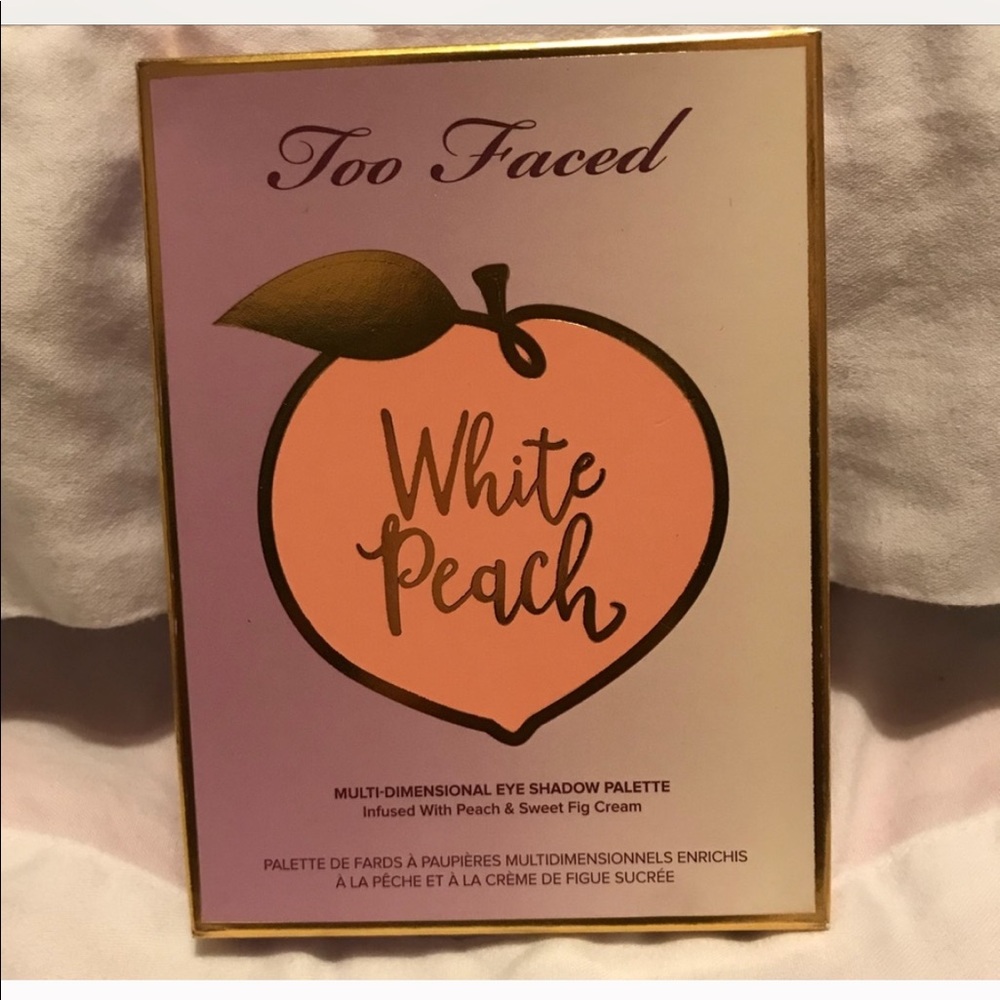 Too Faced
White
Peach
MULTI-DIMENSIONAL EYE SHADOW PALETTE
Infused With Peach & Sweet Fig Cream
PALETTE DE FARDS À PAUPIÈRES MULTIDIMENSIONNELS ENRICHIS
À LA PÊCHE ET À LA CRÈME DE FIGUE SUCRÉE